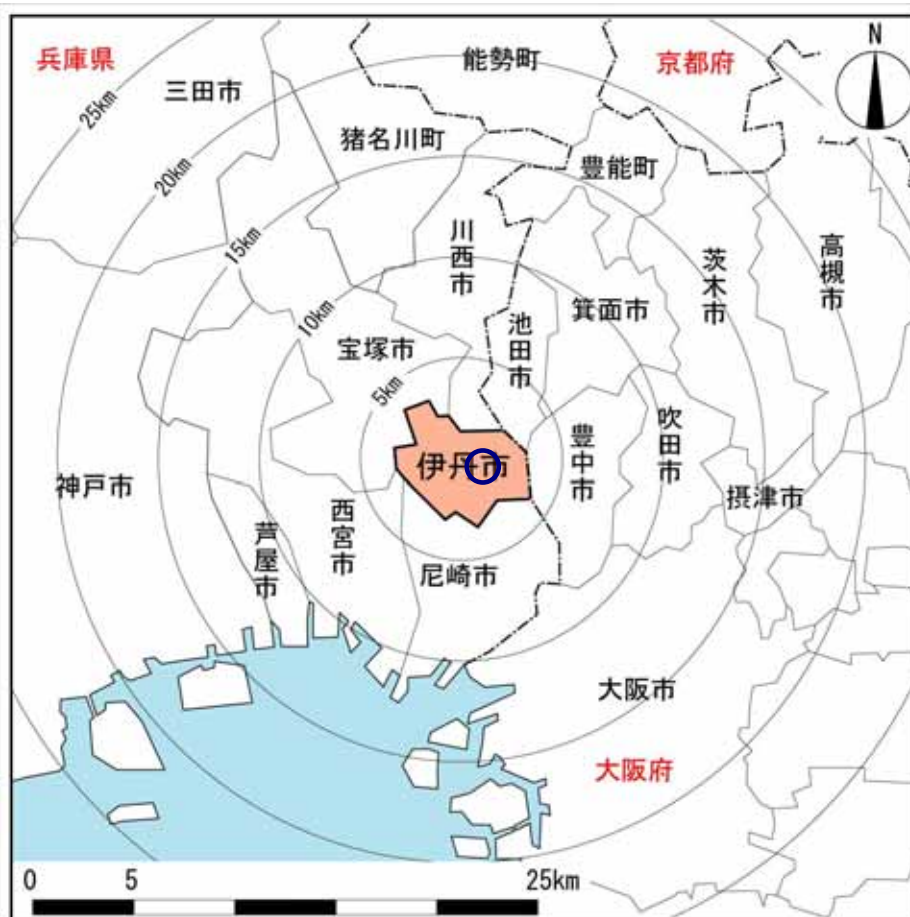 兵庫県
能勢町
京都府
N
三田市
25km
猪名川町
豊能町
20km
川西市
茨木市
高槻市
15km
箕面市
10km
池田市
宝塚市
5km
吹田市
豊中市
伊丹市
神戸市
摂津市
西宮市
芦屋市
尼崎市
大阪市
大阪府
0 5 25km